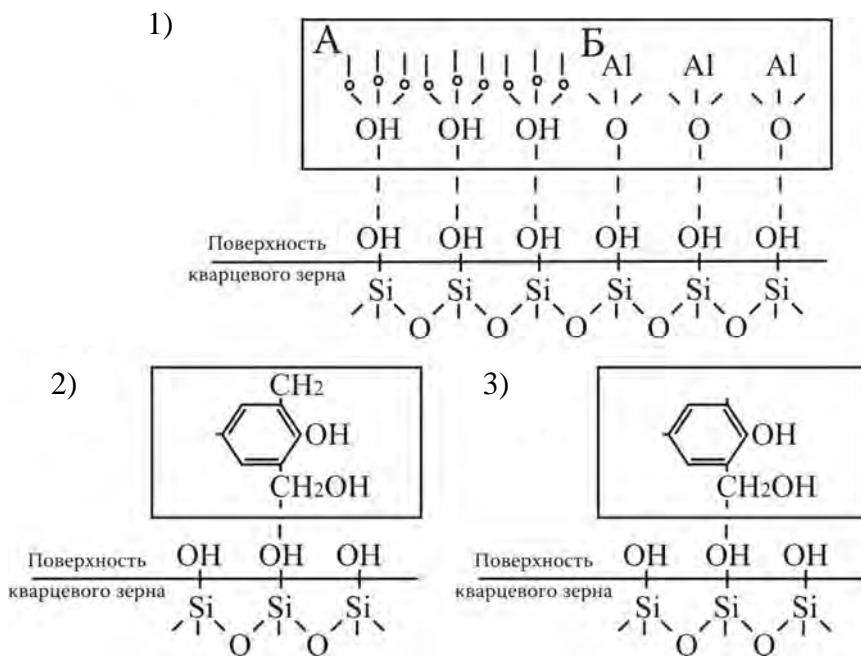 1)
А Б
Al Al Al
OH OH OH O O O
Поверхность
кварцевого зерна
OH OH OH OH OH OH
Si Si Si Si Si Si
O O O O O
2)
CH2
OH
CH2OH
Поверхность
кварцевого зерна
OH OH OH
Si Si Si
O O
3)
OH
CH2OH
Поверхность
кварцевого зерна
OH OH OH
Si Si Si
O O